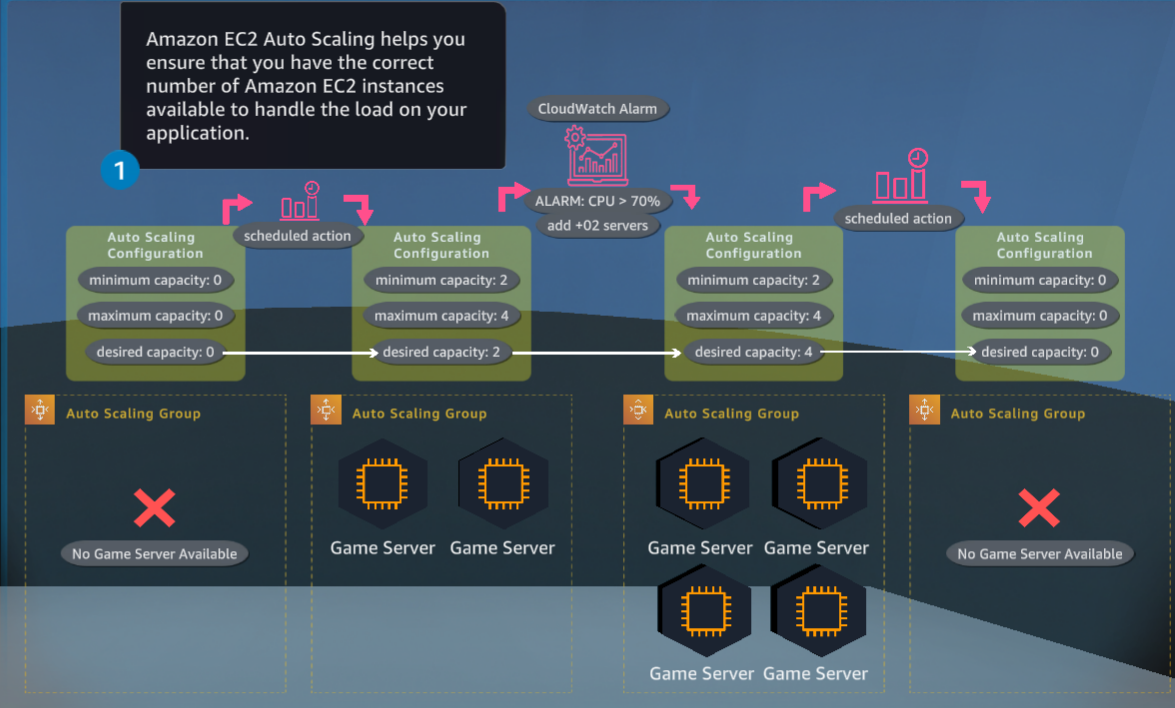 Amazon EC2 Auto Scaling helps you
ensure that you have the correct
number of Amazon EC2 instances
available to handle the load on your
application.
1
CloudWatch Alarm
ALARM: CPU > 70%
add +02 servers
scheduled action
scheduled action
Auto Scaling
Configuration
minimum capacity: 0
maximum capacity: 0
desired capacity: 0
Auto Scaling
Configuration
minimum capacity: 2
maximum capacity: 4
desired capacity: 2
Auto Scaling
Configuration
minimum capacity: 2
maximum capacity: 4
desired capacity: 4
Auto Scaling
Configuration
minimum capacity: 0
maximum capacity: 0
desired capacity: 0
Auto Scaling Group
No Game Server Available
Auto Scaling Group
Game Server
Game Server
Auto Scaling Group
Game Server
Game Server
Game Server
Game Server
Auto Scaling Group
No Game Server Available